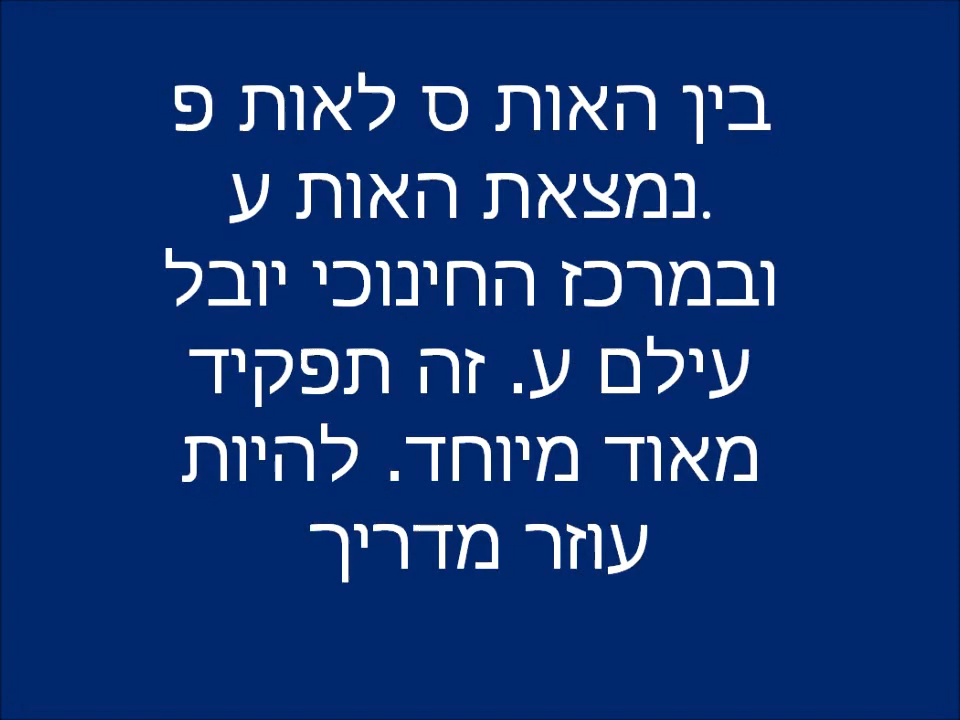 בין האות ס לאות פ
נמצאת האות ע.
ובמרכז החינוכי יובל
עילם ע. זה תפקיד
מאוד מיוחד. להיות
עוזר מדריך